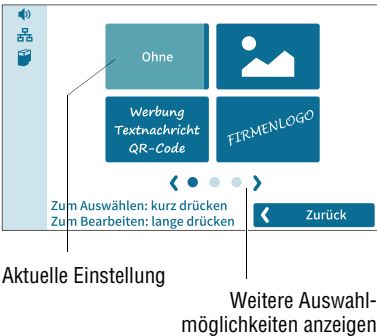 Ohne
Werbung
Textnachricht
QR-Code
FIRMENLOGO
Zum Auswählen: kurz drücken
Zum Bearbeiten: lange drücken
Zurück
Aktuelle Einstellung
Weitere Auswahl-
möglichkeiten anzeigen